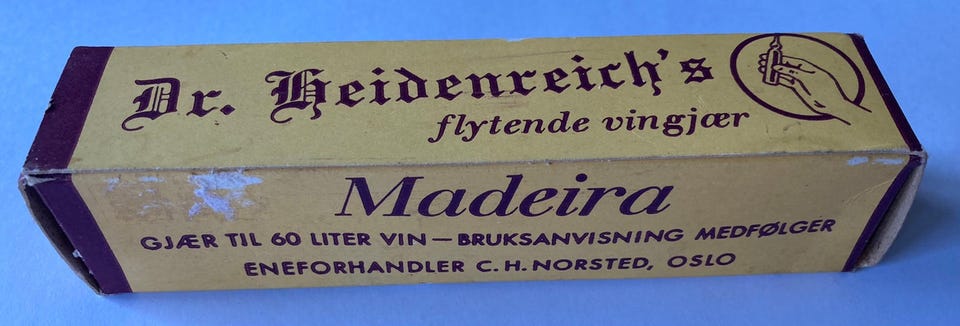 Dr. Heidenreich's
flytende vingjær
Madeira
GJÆR TIL 60 LITER VIN — BRUKSANVISNING MEDFØLGER
ENEFORHANDLER C. H. NORSTED, OSLO